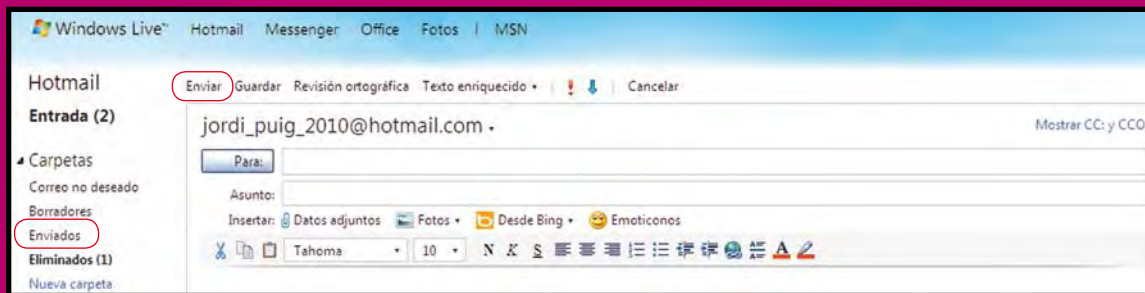 Windows Live™ Hotmail Messenger Office Fotos | MSN
Hotmail
Entrada (2)
Carpetas
Correo no deseado
Borradores
Enviados
Eliminados (1)
Nueva carpeta
Enviar Guardar Revisión ortográfica Texto enriquecido Cancelar
jordi_puig_2010@hotmail.com
Mostrar CC: y CCO
Para:
Asunto:
Insertar: Datos adjuntos Fotos Desde Bing Emoticonos
Tahoma 10 N K S A